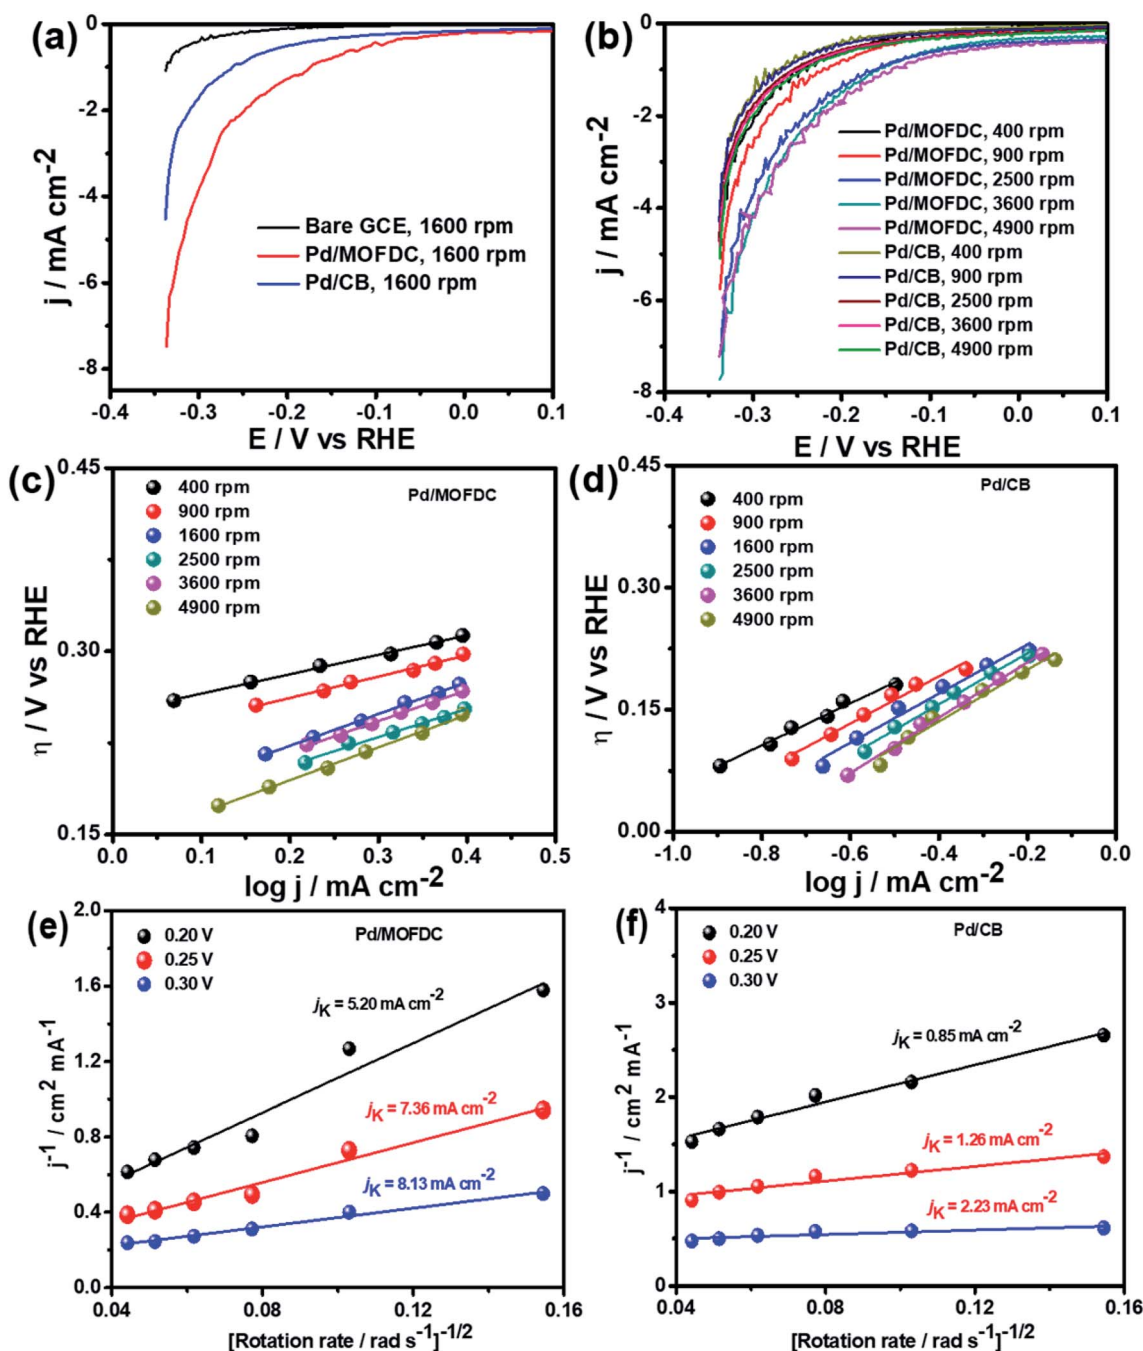 (a)
0
-2
-4
-6
-8
j / mA cm-2
Bare GCE, 1600 rpm
Pd/MOFDC, 1600 rpm
Pd/CB, 1600 rpm
-0.4 -0.3 -0.2 -0.1 0.0 0.1
E / V vs RHE
(b)
0
-2
-4
-6
-8
j / mA cm-2
Pd/MOFDC, 400 rpm
Pd/MOFDC, 900 rpm
Pd/MOFDC, 2500 rpm
Pd/MOFDC, 3600 rpm
Pd/MOFDC, 4900 rpm
Pd/CB, 400 rpm
Pd/CB, 900 rpm
Pd/CB, 2500 rpm
Pd/CB, 3600 rpm
Pd/CB, 4900 rpm
-0.4 -0.3 -0.2 -0.1 0.0 0.1
E / V vs RHE
(c)
0.45
0.30
0.15
η / V vs RHE
400 rpm
900 rpm
1600 rpm
2500 rpm
3600 rpm
4900 rpm
Pd/MOFDC
0.0 0.1 0.2 0.3 0.4 0.5
log j / mA cm-2
(d)
0.45
0.30
0.15
0.00
η / V vs RHE
400 rpm
900 rpm
1600 rpm
2500 rpm
3600 rpm
4900 rpm
Pd/CB
-1.0 -0.8 -0.6 -0.4 -0.2 0.0
log j / mA cm-2
(e)
2.0
1.6
1.2
0.8
0.4
0.0
j-1 / cm2 mA-1
0.20 V
0.25 V
0.30 V
Pd/MOFDC
jK = 5.20 mA cm-2
jK = 7.36 mA cm-2
jK = 8.13 mA cm-2
0.04 0.08 0.12 0.16
[Rotation rate / rad s-1]-1/2
(f)
4
3
2
1
0
j-1 / cm2 mA-1
0.20 V
0.25 V
0.30 V
Pd/CB
jK = 0.85 mA cm-2
jK = 1.26 mA cm-2
jK = 2.23 mA cm-2
0.04 0.08 0.12 0.16
[Rotation rate / rad s-1]-1/2